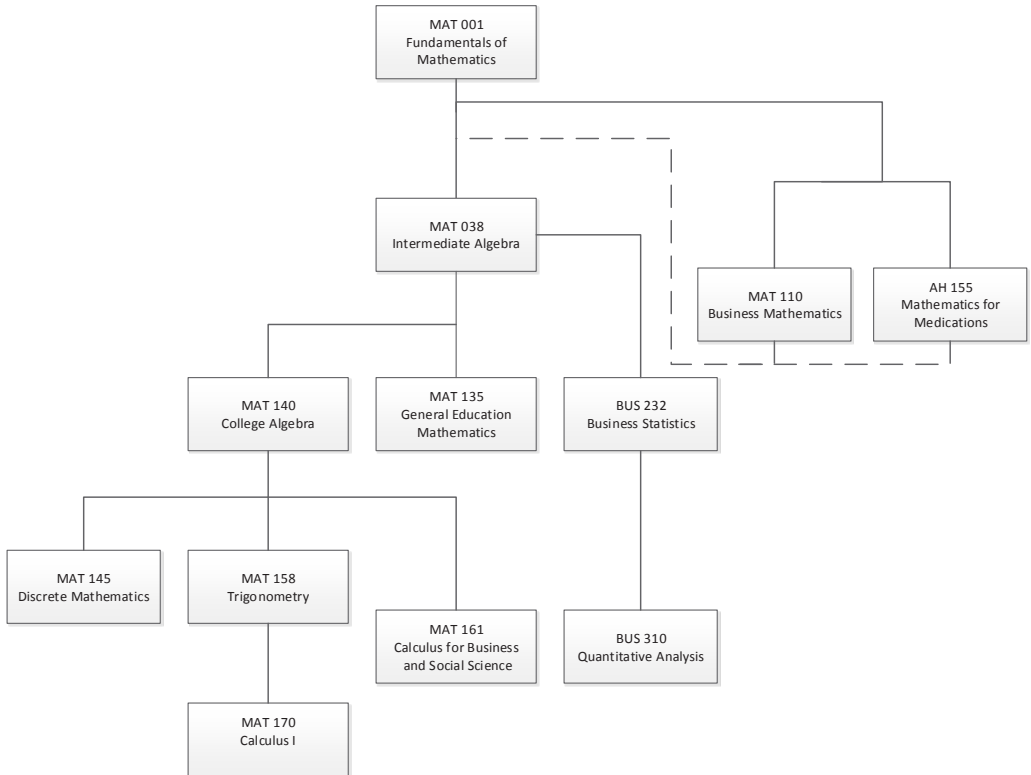 MAT 001
Fundamentals of
Mathematics
MAT 038
Intermediate Algebra
MAT 110
Business Mathematics
AH 155
Mathematics for
Medications
MAT 140
College Algebra
MAT 135
General Education
Mathematics
BUS 232
Business Statistics
MAT 145
Discrete Mathematics
MAT 158
Trigonometry
MAT 161
Calculus for Business
and Social Science
BUS 310
Quantitative Analysis
MAT 170
Calculus I